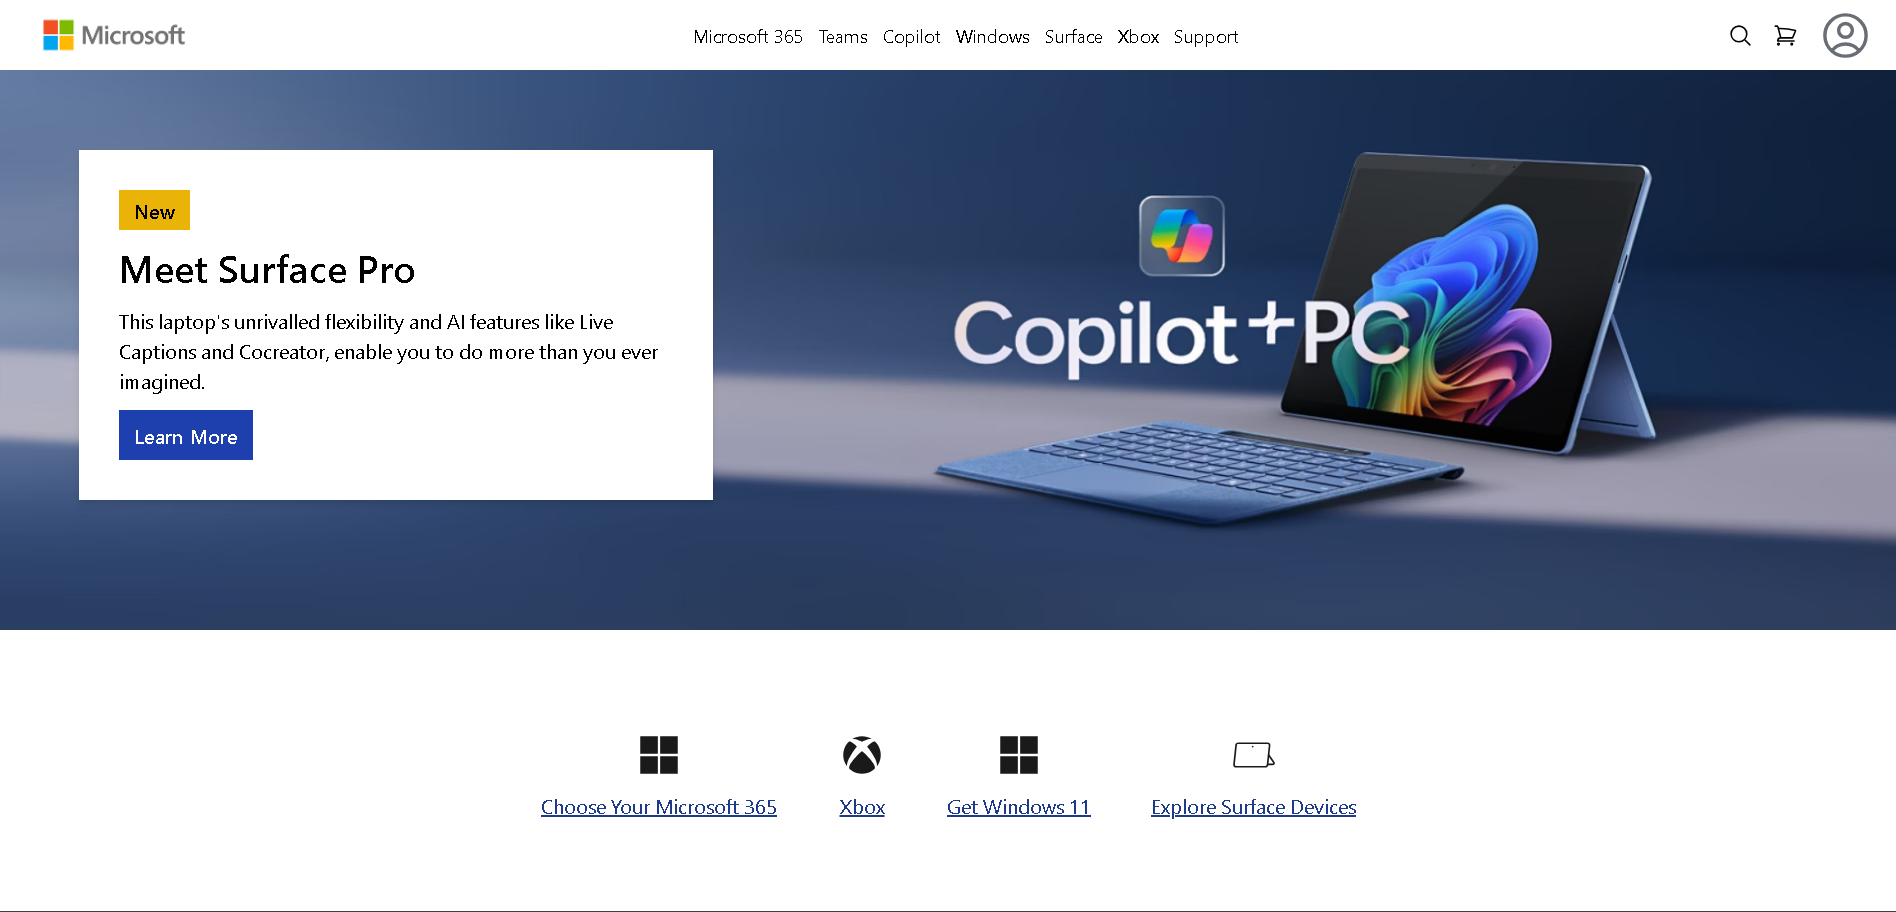 Microsoft
Microsoft 365 Teams Copilot Windows Surface Xbox Support
New
Meet Surface Pro
This laptop's unrivalled flexibility and AI features like Live
Captions and Cocreator, enable you to do more than you ever
imagined.
Learn More
Copilot+PC
Choose Your Microsoft 365
Xbox
Get Windows 11
Explore Surface Devices